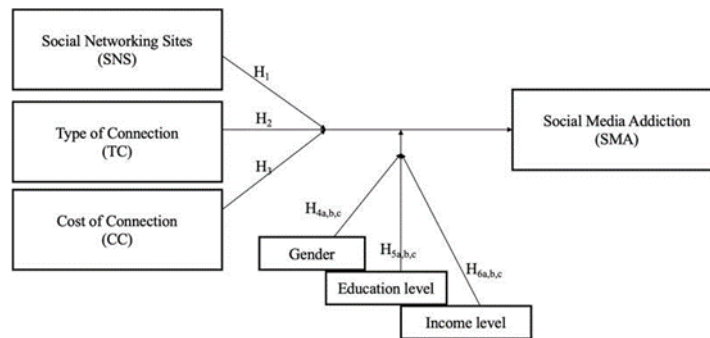 Social Networking Sites
(SNS)
H₁
Type of Connection
(TC)
H₂
Cost of Connection
(CC)
H₃
Social Media Addiction
(SMA)
H₄ₐ,b,c
Gender
H₅ₐ,b,c
Education level
H₆ₐ,b,c
Income level